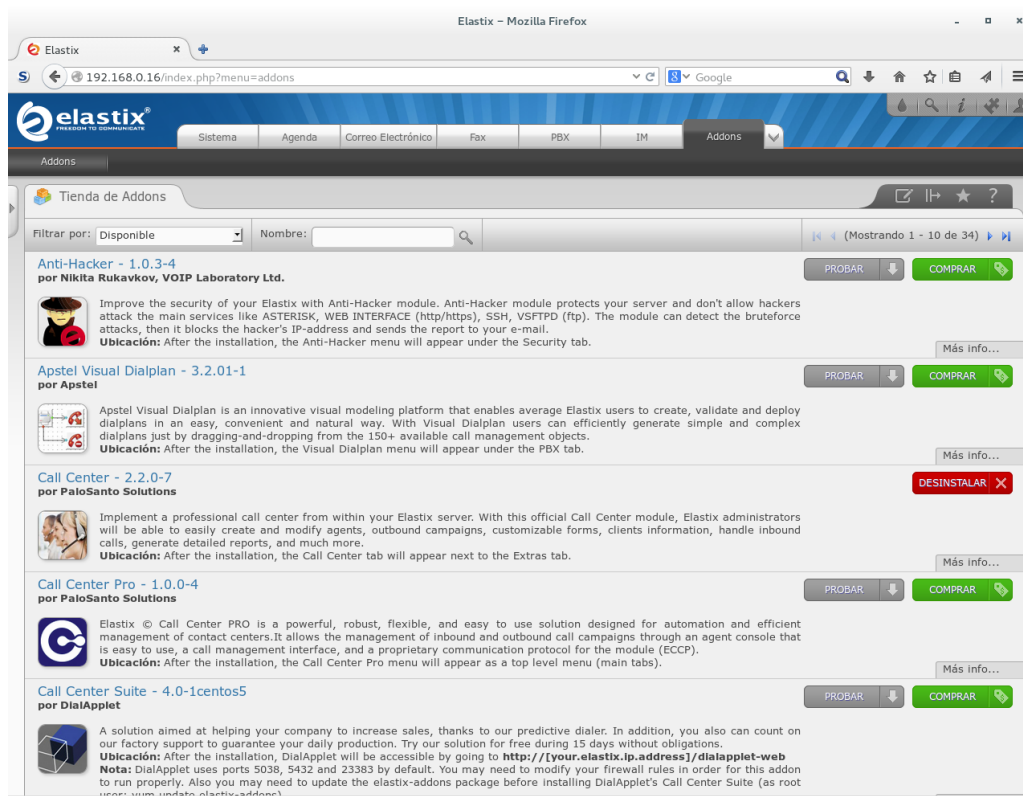 Elastix – Mozilla Firefox
Elastix
192.168.0.16/index.php?menu=addons
Google
elastix®
FREEDOM TO COMMUNICATE
Sistema
Agenda
Correo Electrónico
Fax
PBX
IM
Addons
Addons
Tienda de Addons
Filtrar por: Disponible
Nombre:
(Mostrando 1 - 10 de 34)
Anti-Hacker - 1.0.3-4
PROBAR
COMPRAR
por Nikita Rukavkov, VOIP Laboratory Ltd.
Improve the security of your Elastix with Anti-Hacker module. Anti-Hacker module protects your server and don't allow hackers
attack the main services like ASTERISK, WEB INTERFACE (http/https), SSH, VSFTPD (ftp). The module can detect the bruteforce
attacks, then it blocks the hacker's IP-address and sends the report to your e-mail.
Ubicación: After the installation, the Anti-Hacker menu will appear under the Security tab.
Más info...
Apstel Visual Dialplan - 3.2.01-1
PROBAR
COMPRAR
por Apstel
Apstel Visual Dialplan is an innovative visual modeling platform that enables average Elastix users to create, validate and deploy
dialplans in an easy, convenient and natural way. With Visual Dialplan users can efficiently generate simple and complex
dialplans just by dragging-and-dropping from the 150+ available call management objects.
Ubicación: After the installation, the Visual Dialplan menu will appear under the PBX tab.
Más info...
Call Center - 2.2.0-7
DESINSTALAR
por PaloSanto Solutions
Implement a professional call center from within your Elastix server. With this official Call Center module, Elastix administrators
will be able to easily create and modify agents, outbound campaigns, customizable forms, clients information, handle inbound
calls, generate detailed reports, and much more.
Ubicación: After the installation, the Call Center tab will appear next to the Extras tab.
Más info...
Call Center Pro - 1.0.0-4
PROBAR
COMPRAR
por PaloSanto Solutions
Elastix © Call Center PRO is a powerful, robust, flexible, and easy to use solution designed for automation and efficient
management of contact centers.It allows the management of inbound and outbound call campaigns through an agent console that
is easy to use, a call management interface, and a proprietary communication protocol for the module (ECCP).
Ubicación: After the installation, the Call Center Pro menu will appear as a top level menu (main tabs).
Más info...
Call Center Suite - 4.0-1centos5
PROBAR
COMPRAR
por DialApplet
A solution aimed at helping your company to increase sales, thanks to our predictive dialer. In addition, you also can count on
our factory support to guarantee your daily production. Try our solution for free during 15 days without obligations.
Ubicación: After the installation, DialApplet will be accessible by going to http://[your.elastix.ip.address]/dialapplet-web
Nota: DialApplet uses ports 5038, 5432 and 23383 by default. You may need to modify your firewall rules in order for this addon
to run properly. Also you may need to update the elastix-addons package before installing DialApplet's Call Center Suite (as root
user: yum update elastix-addons)